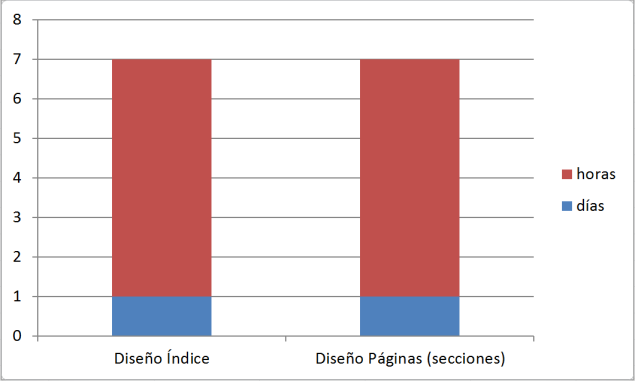 8
7
6
5
4
3
2
1
0
horas
días
Diseño Índice
Diseño Páginas (secciones)